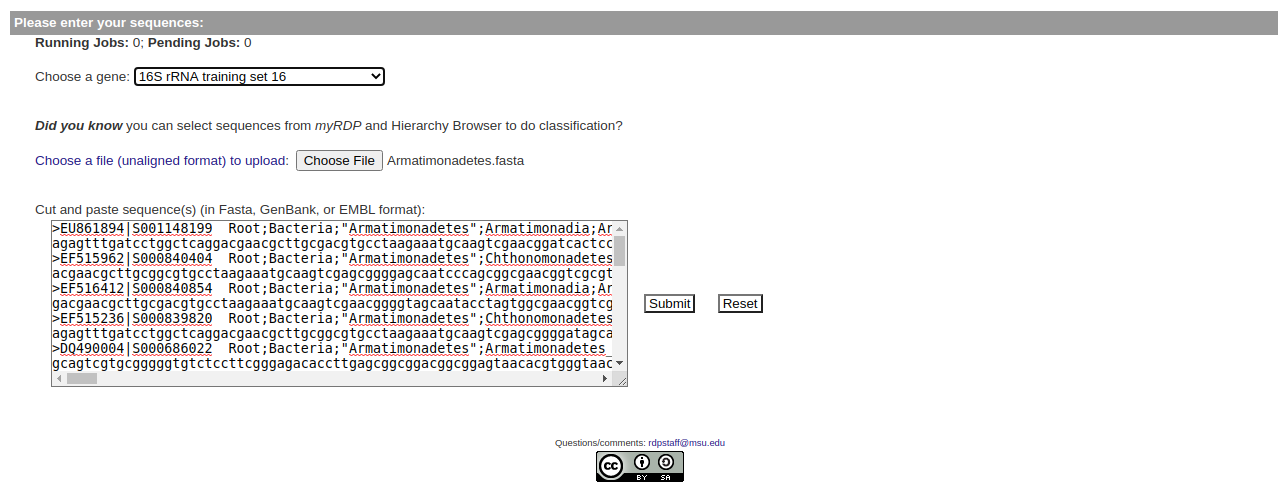 Please enter your sequences:
Running Jobs: 0; Pending Jobs: 0
Choose a gene: 16S rRNA training set 16
Did you know you can select sequences from myRDP and Hierarchy Browser to do classification?
Choose a file (unaligned format) to upload: Choose File Armatimonadetes.fasta
Cut and paste sequence(s) (in Fasta, GenBank, or EMBL format):
>EU861894|S001148199  Root;Bacteria;"Armatimonadetes";Armatimonadia;Ar
agagtttgatcctggctcaggacgaacgcttgcgacgtgcctaagaaatgcaagtcgaacggatcactcc
>EF515962|S000840404  Root;Bacteria;"Armatimonadetes";Chthonomonadetes
acgaacgcttgcggcgtgcctaagaaatgcaagtcgagcggggagcaatcccagcggcgaacggtcgcgt
>EF516412|S000840854  Root;Bacteria;"Armatimonadetes";Armatimonadia;Ar
gacgaacgcttgcgacgtgcctaagaaatgcaagtcgaacggggtagcaatacctagtggcgaacggtcg
>EF515236|S000839820  Root;Bacteria;"Armatimonadetes";Chthonomonadetes
agagtttgatcctggctcaggacgaacgcttgcggcgtgcctaagaaatgcaagtcgagcggggatagca
>DQ490004|S000686022  Root;Bacteria;"Armatimonadetes";Armatimonadetes_
gcagtcgtgcgggggtgtctccttcgggagacaccttgagcggcggacggcggagtaacacgtgggtaac
Submit Reset
Questions/comments: rdpstaff@msu.edu
cc BY SA